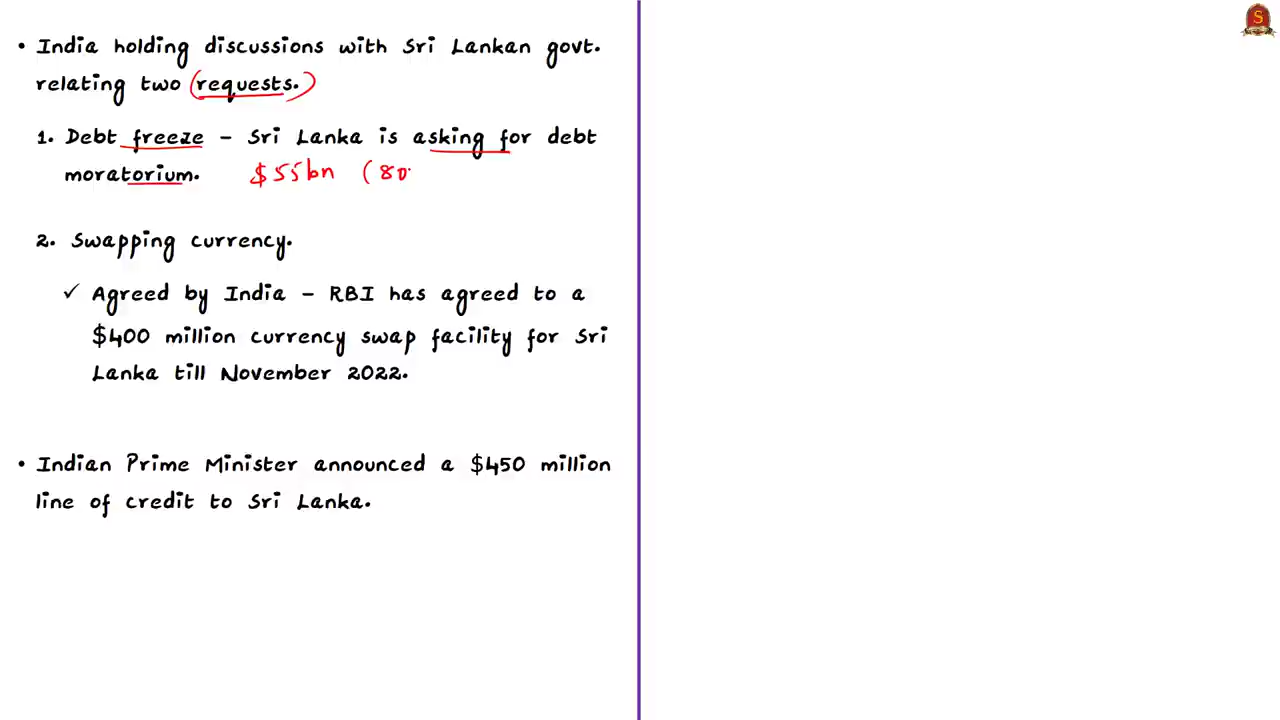 • India holding discussions with Sri Lankan govt.
relating two (requests.)
1. Debt freeze - Sri Lanka is asking for debt
moratorium. $55bn (80
2. Swapping currency.
✓ Agreed by India - RBI has agreed to a
$400 million currency swap facility for Sri
Lanka till November 2022.
• Indian Prime Minister announced a $450 million
line of credit to Sri Lanka.